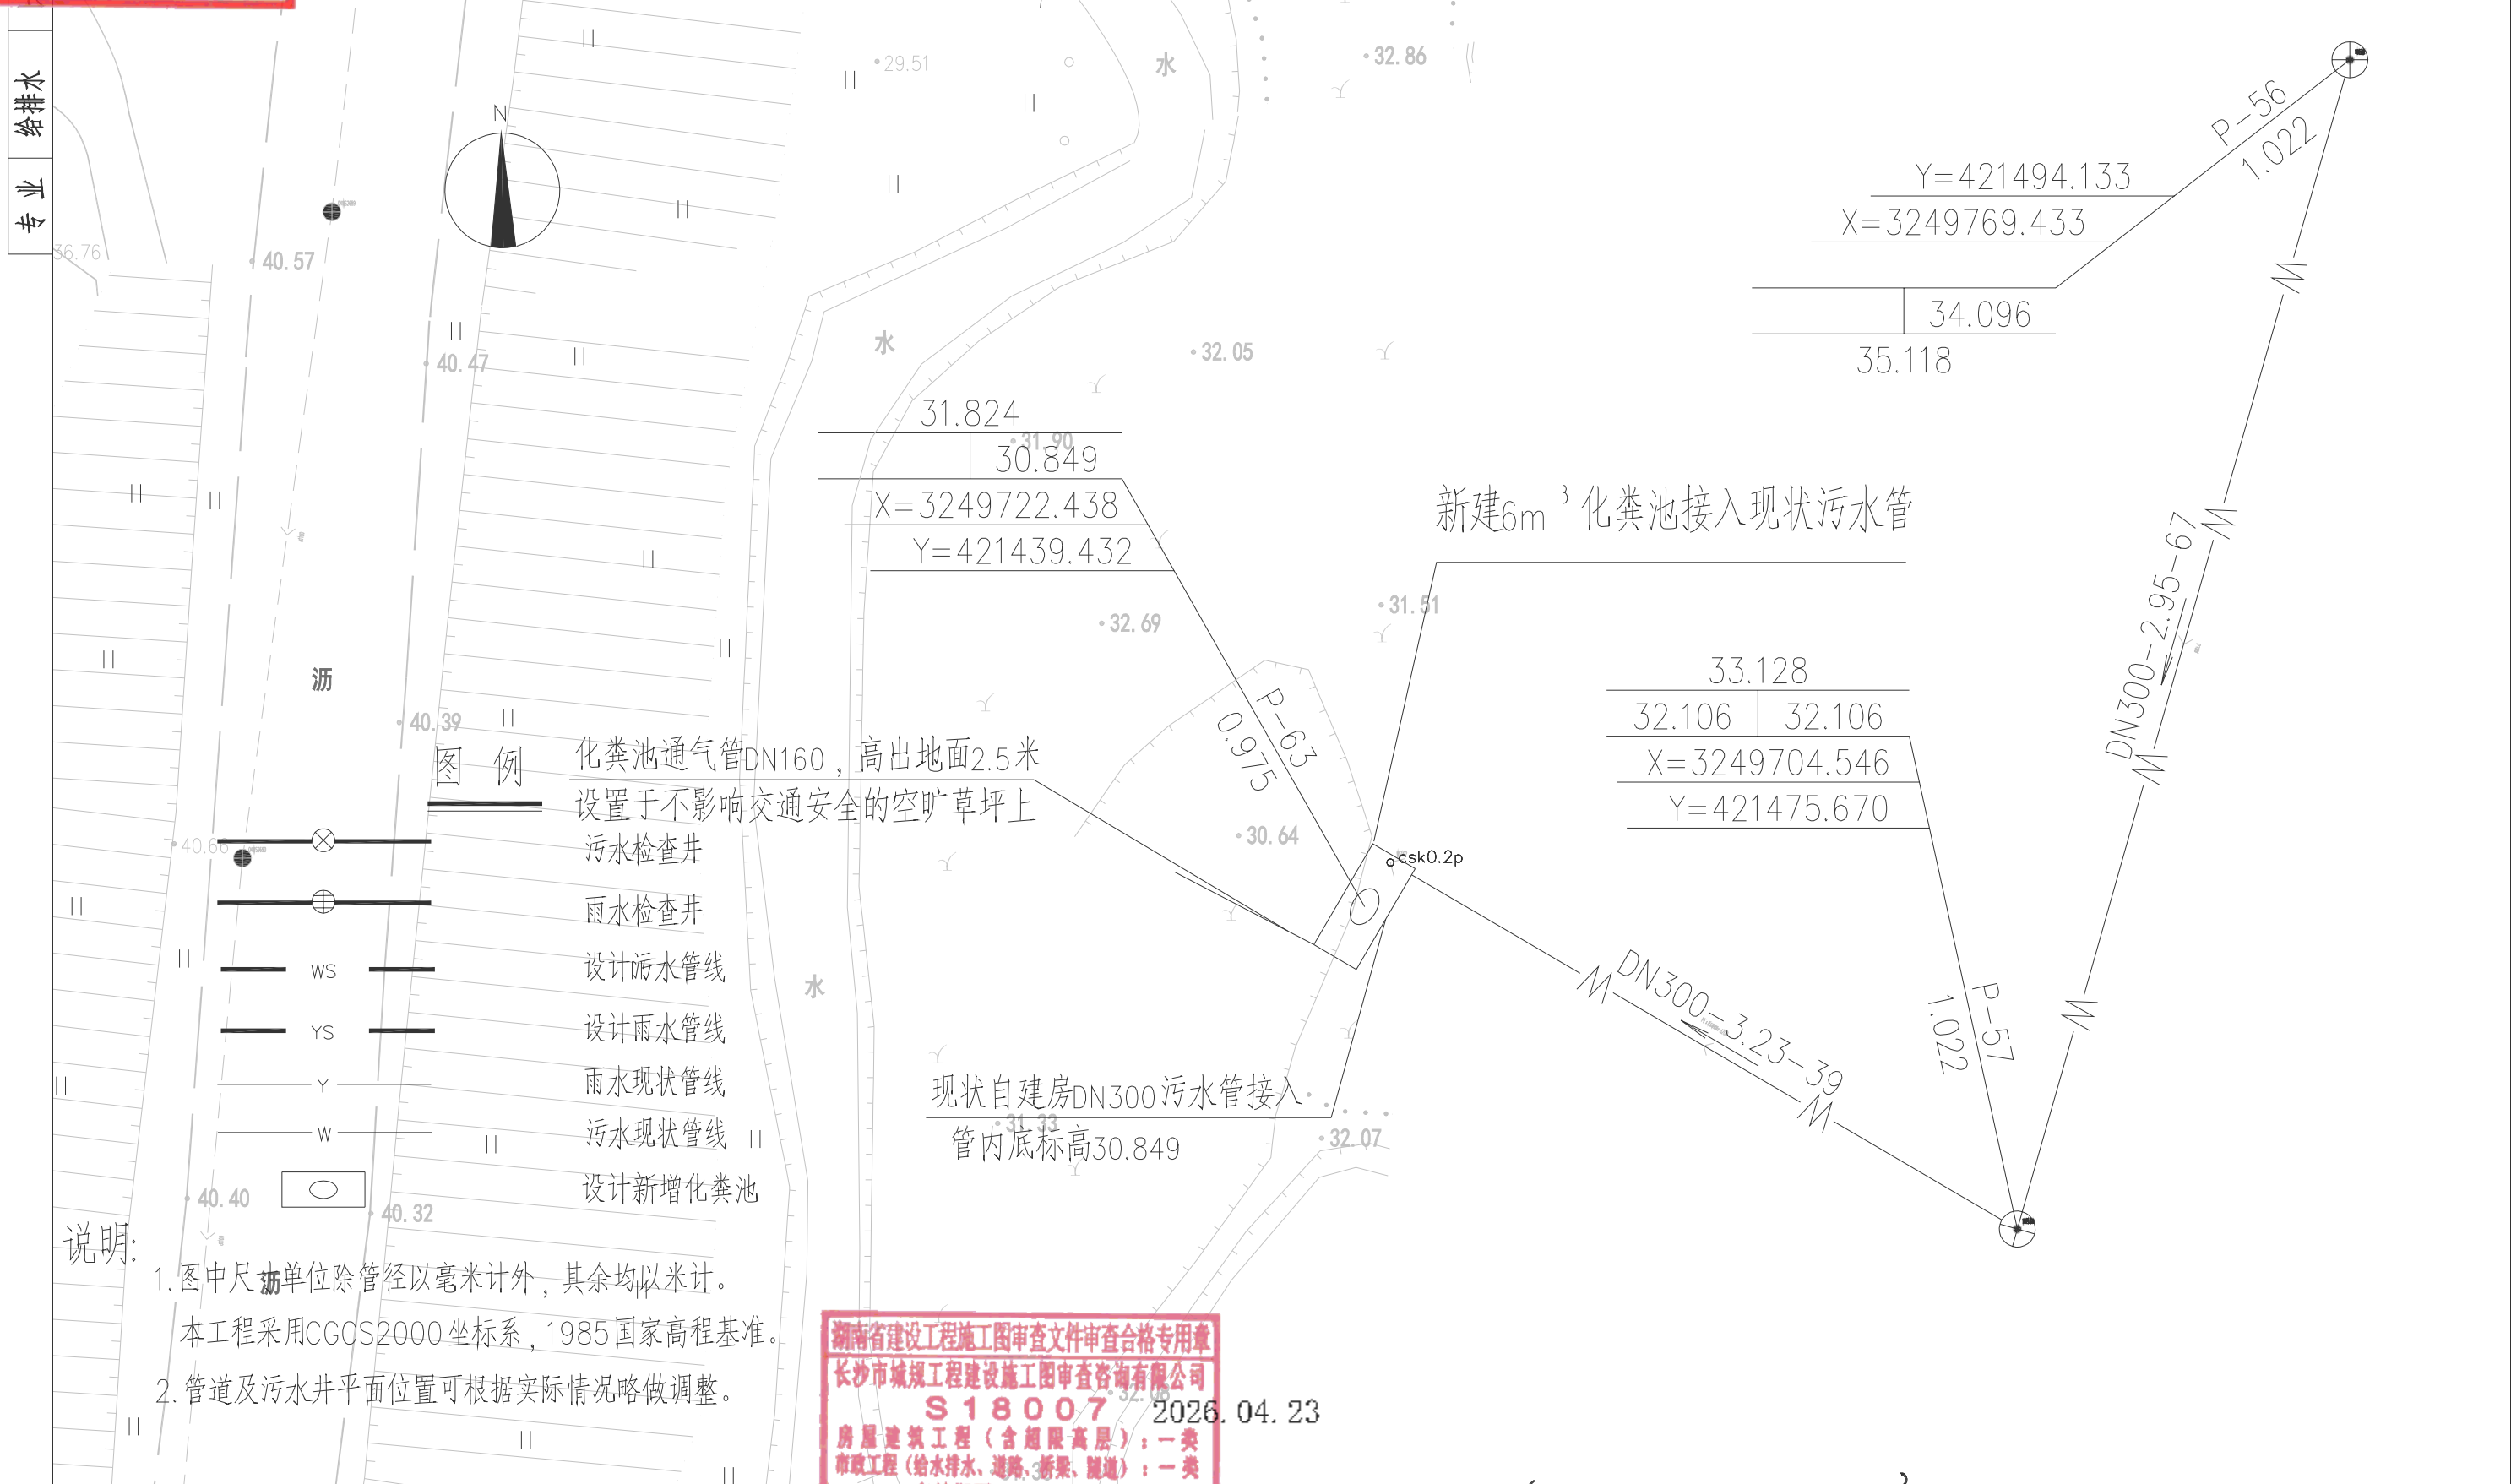 给排水
专 业
36.76
40.57
40.47
40.39
40.66
40.40
40.32
N
沥
29.51
水
32.86
水
32.05
31.824
31.90
30.849
X=3249722.438
Y=421439.432
32.69
31.51
P-63
0.975
30.64
新建6m³化粪池接入现状污水管
P-56
1.022
Y=421494.133
X=3249769.433
34.096
35.118
DN300-2.95-67
33.128
32.106 32.106
X=3249704.546
Y=421475.670
P-57
1.022
csk0.2p
DN300-3.23-39
W
W
W
W
W
W
水
化粪池通气管DN160，高出地面2.5米
设置于不影响交通安全的空旷草坪上
现状自建房DN300污水管接入
管内底标高30.849
31.33
32.07
图 例
污水检查井
雨水检查井
WS 设计污水管线
YS 设计雨水管线
Y 雨水现状管线
W 污水现状管线
设计新增化粪池
说明:
1.图中尺寸单位除管径以毫米计外，其余均以米计。
沥
本工程采用CGCS2000坐标系，1985国家高程基准。
2.管道及污水井平面位置可根据实际情况略做调整。
湖南省建设工程施工图审查文件审查合格专用章
长沙市城规工程建设施工图审查咨询有限公司
S18007
32.08
2026.04.23
房屋建筑工程（含超限高层）：一类
市政工程（给水排水、道路、桥梁、隧道）：一类